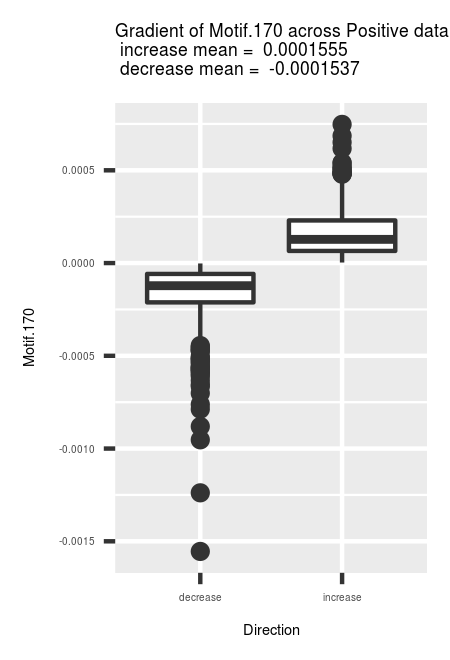 Gradient of Motif.170 across Positive data
increase mean =  0.0001555
decrease mean =  -0.0001537
0.0005
0.0000
-0.0005
-0.0010
-0.0015
Motif.170
decrease
increase
Direction